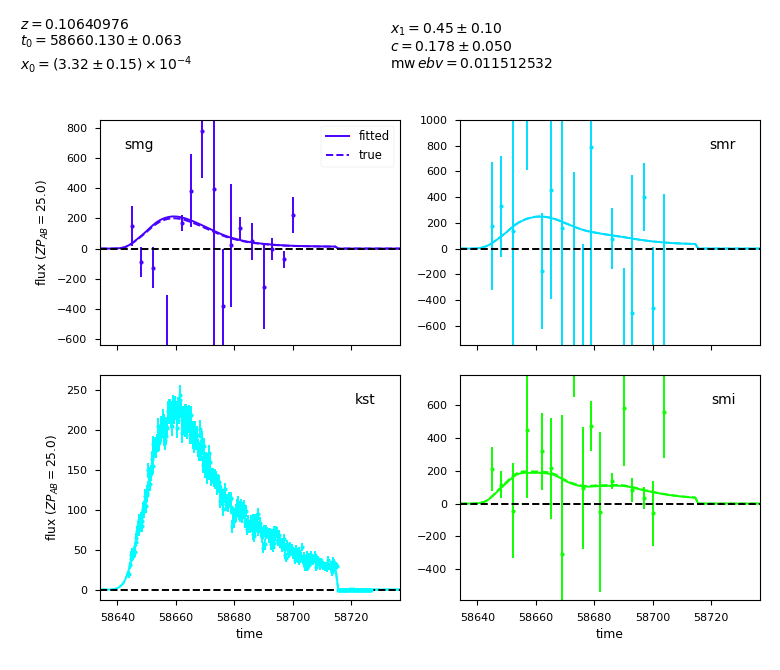 z = 0.10640976
t₀ = 58660.130 ± 0.063
x₀ = (3.32 ± 0.15) × 10⁻⁴
x₁ = 0.45 ± 0.10
c = 0.178 ± 0.050
mw ebv = 0.011512532
smg
fitted
true
800
600
400
200
0
−200
−400
−600
flux (ZP_AB = 25.0)
smr
1000
800
600
400
200
0
−200
−400
−600
kst
250
200
150
100
50
0
flux (ZP_AB = 25.0)
58640 58660 58680 58700 58720
time
smi
600
400
200
0
−200
−400
58640 58660 58680 58700 58720
time